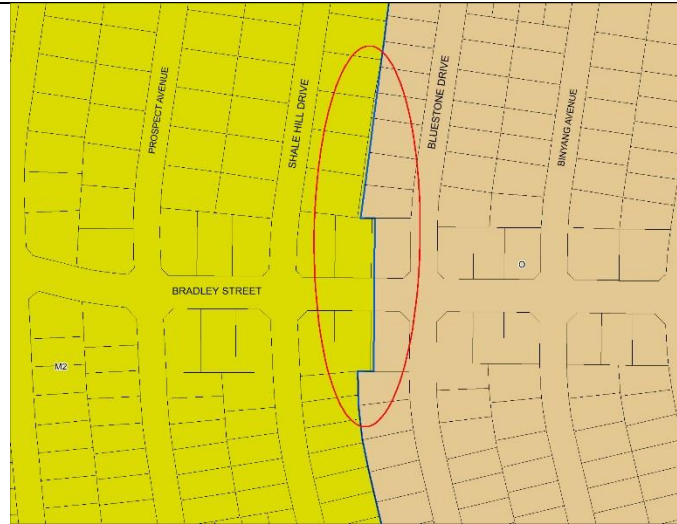 PROSPECT AVENUE
SHALE HILL DRIVE
BLUESTONE DRIVE
BINYANG AVENUE
O
BRADLEY STREET
M2